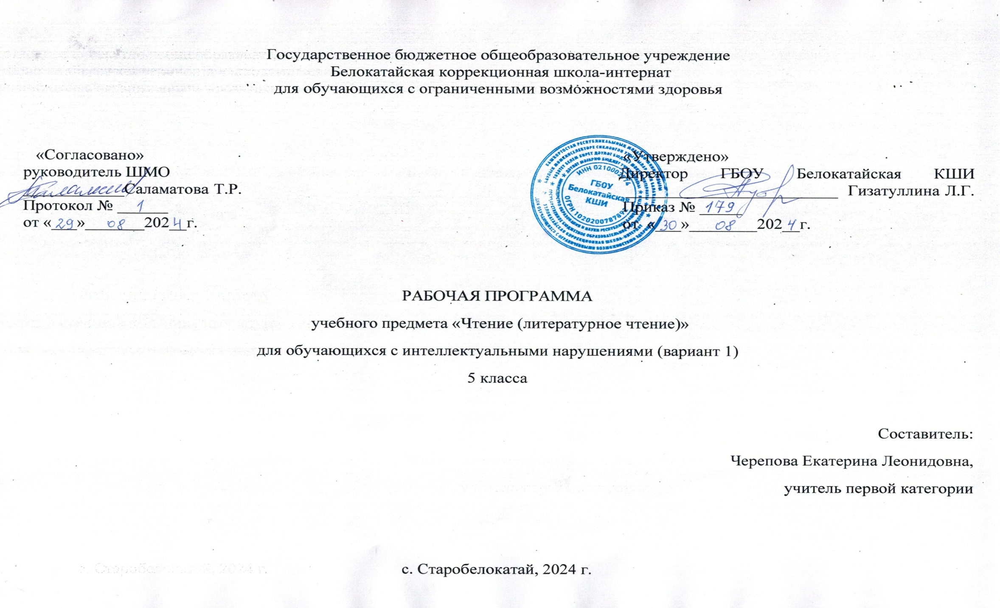 Государственное бюджетное общеобразовательное учреждение
Белокатайская коррекционная школа-интернат
для обучающихся с ограниченными возможностями здоровья
«Согласовано»
руководитель ШМО
Саламатова Т.Р.
Протокол № 1
от «29» 08 2024 г.
«Утверждено»
Директор ГБОУ Белокатайская КШИ
Гизатуллина Л.Г.
Приказ № 179
от «30» 08 2024 г.
ГБОУ
Белокатайская
КШИ
РАБОЧАЯ ПРОГРАММА
учебного предмета «Чтение (литературное чтение)»
для обучающихся с интеллектуальными нарушениями (вариант 1)
5 класса
Составитель:
Черепова Екатерина Леонидовна,
учитель первой категории
с. Старобелокатай, 2024 г.